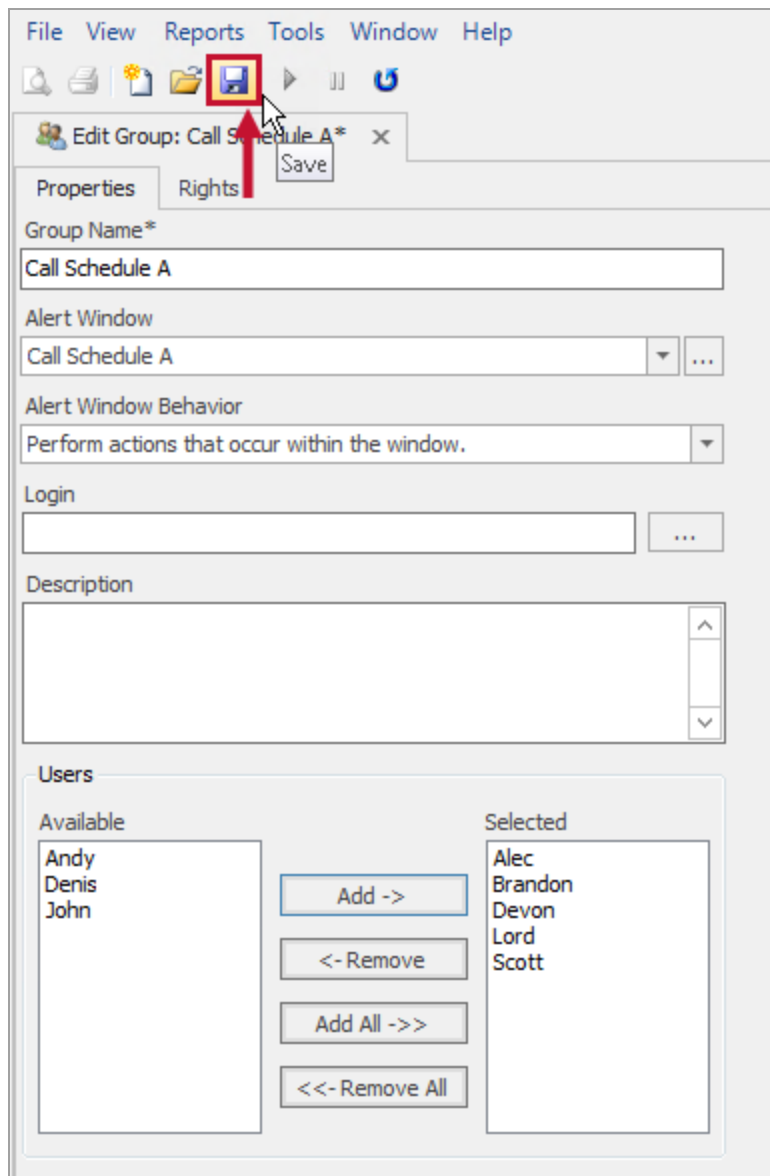 File View Reports Tools Window Help
Edit Group: Call Schedule A*
Save
Properties Rights
Group Name*
Call Schedule A
Alert Window
Call Schedule A
...
Alert Window Behavior
Perform actions that occur within the window.
Login
...
Description
Users
Available
Selected
Andy
Denis
John
Add ->
<- Remove
Add All ->>
<<- Remove All
Alec
Brandon
Devon
Lord
Scott